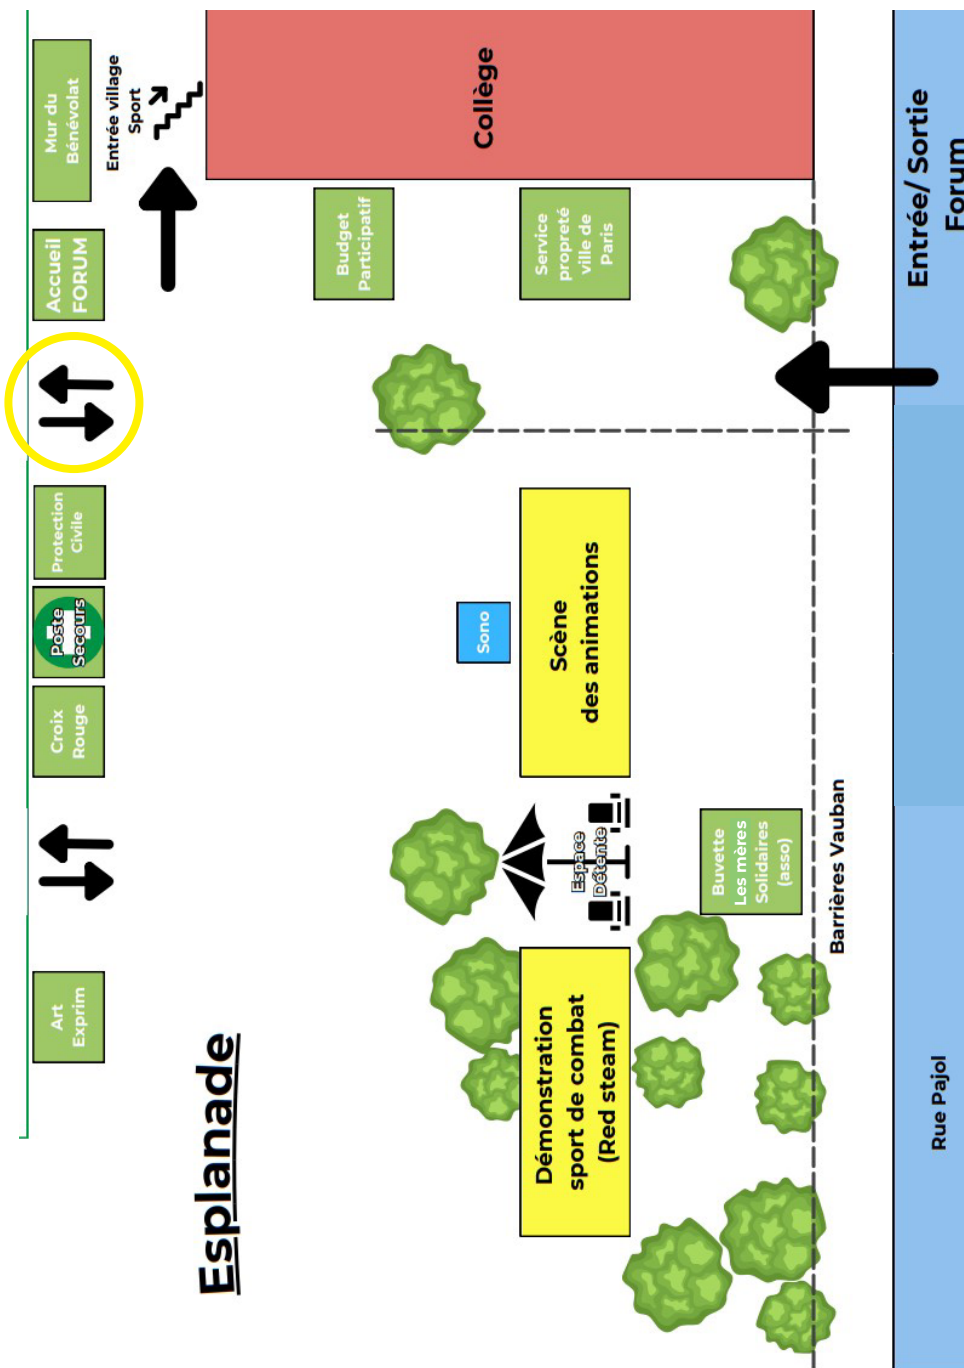 Mur du
Bénévolat
Entrée village
Sport
Collège
Entrée/ Sortie
Forum
Accueil
FORUM
Budget
Participatif
Service
propreté
ville de
Paris
Protection
Civile
Poste
Secours
Croix
Rouge
Sono
Scène
des animations
Espace
Détente
Buvette
Les mères
Solidaires
(asso)
Barrières Vauban
Art
Exprim
Esplanade
Démonstration
sport de combat
(Red steam)
Rue Pajol